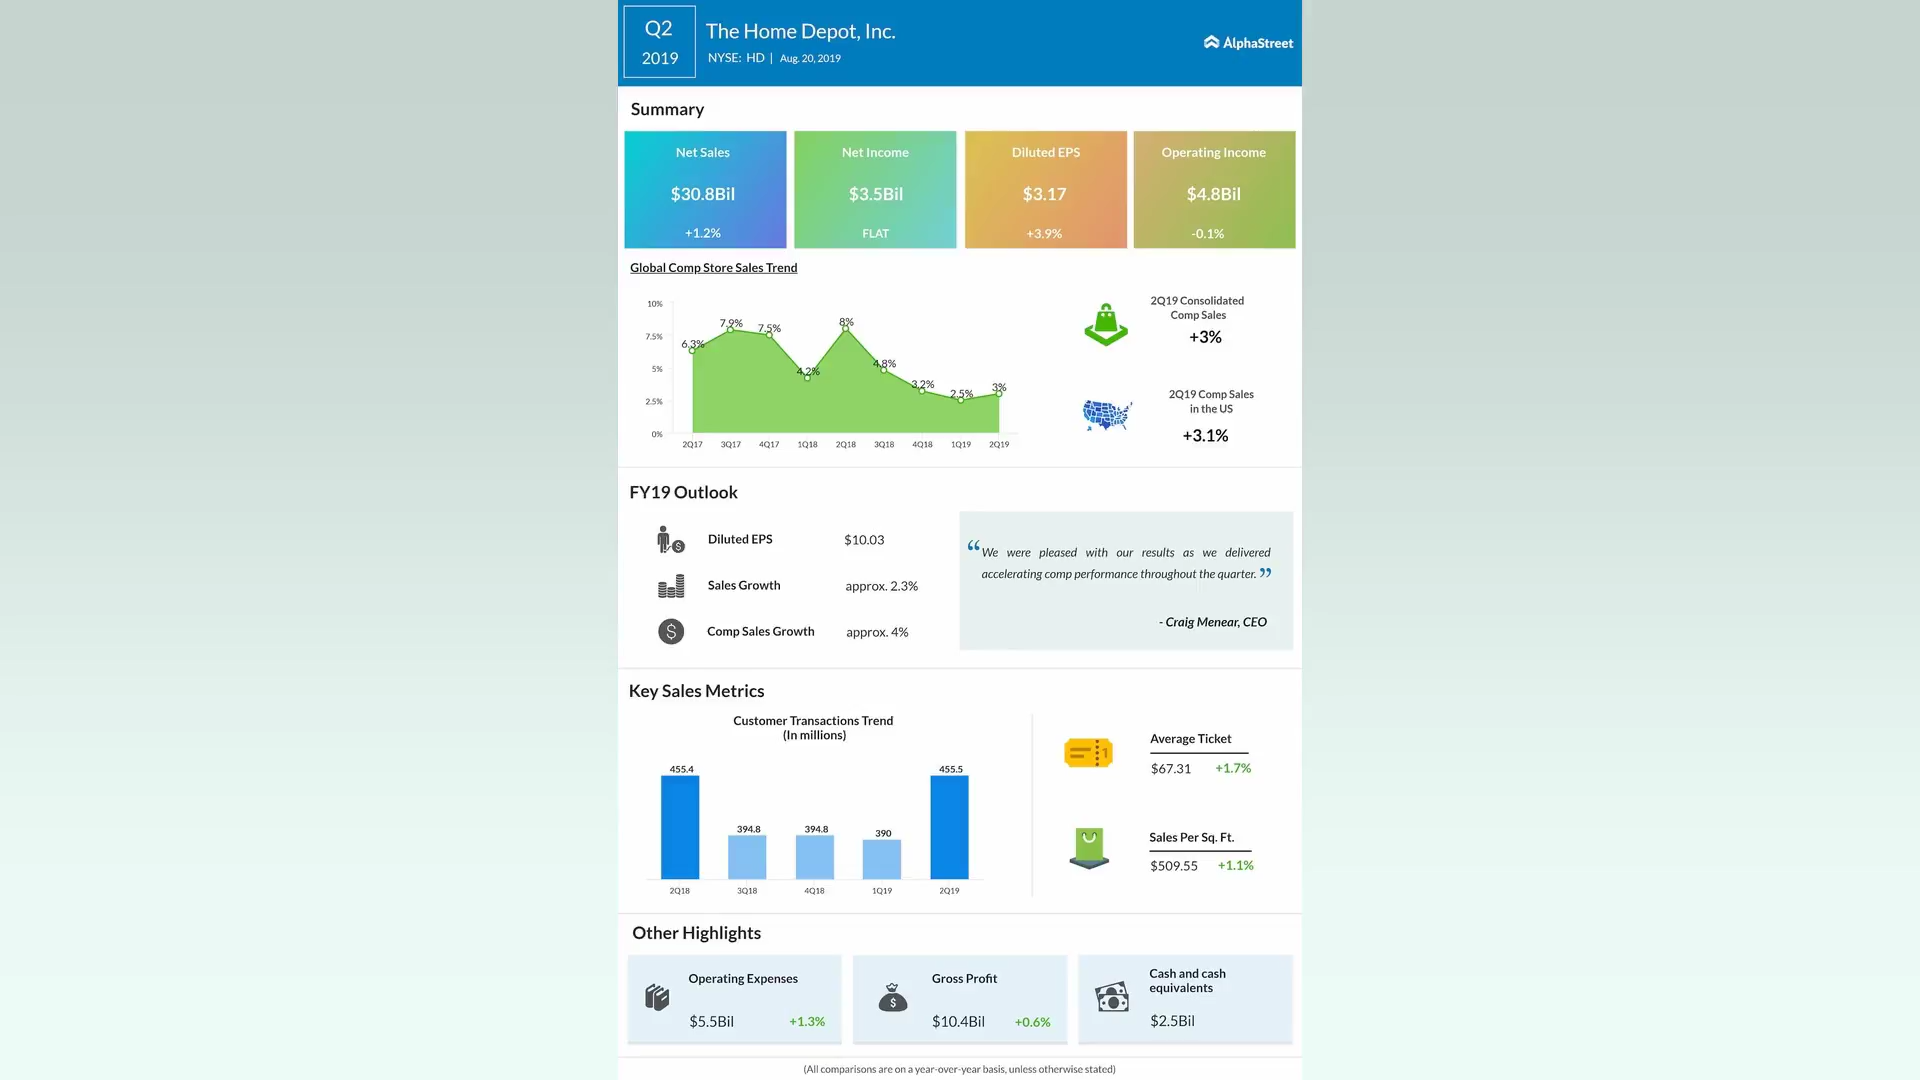 Q2
2019
The Home Depot, Inc.
NYSE: HD | Aug. 20, 2019
AlphaStreet
Summary
Net Sales
$30.8Bil
+1.2%
Net Income
$3.5Bil
FLAT
Diluted EPS
$3.17
+3.9%
Operating Income
$4.8Bil
-0.1%
Global Comp Store Sales Trend
10%
7.5%
5%
2.5%
0%
6.3%
7.9%
7.5%
4.2%
8%
4.8%
3.2%
2.5%
3%
2Q17 3Q17 4Q17 1Q18 2Q18 3Q18 4Q18 1Q19 2Q19
2Q19 Consolidated
Comp Sales
+3%
2Q19 Comp Sales
in the US
+3.1%
FY19 Outlook
Diluted EPS $10.03
Sales Growth approx. 2.3%
Comp Sales Growth approx. 4%
“We were pleased with our results as we delivered
accelerating comp performance throughout the quarter.”
- Craig Menear, CEO
Key Sales Metrics
Customer Transactions Trend
(In millions)
455.4
394.8
394.8
390
455.5
2Q18 3Q18 4Q18 1Q19 2Q19
1
Average Ticket
$67.31 +1.7%
Sales Per Sq. Ft.
$509.55 +1.1%
Other Highlights
Operating Expenses
$5.5Bil +1.3%
Gross Profit
$10.4Bil +0.6%
Cash and cash
equivalents
$2.5Bil
(All comparisons are on a year-over-year basis, unless otherwise stated)